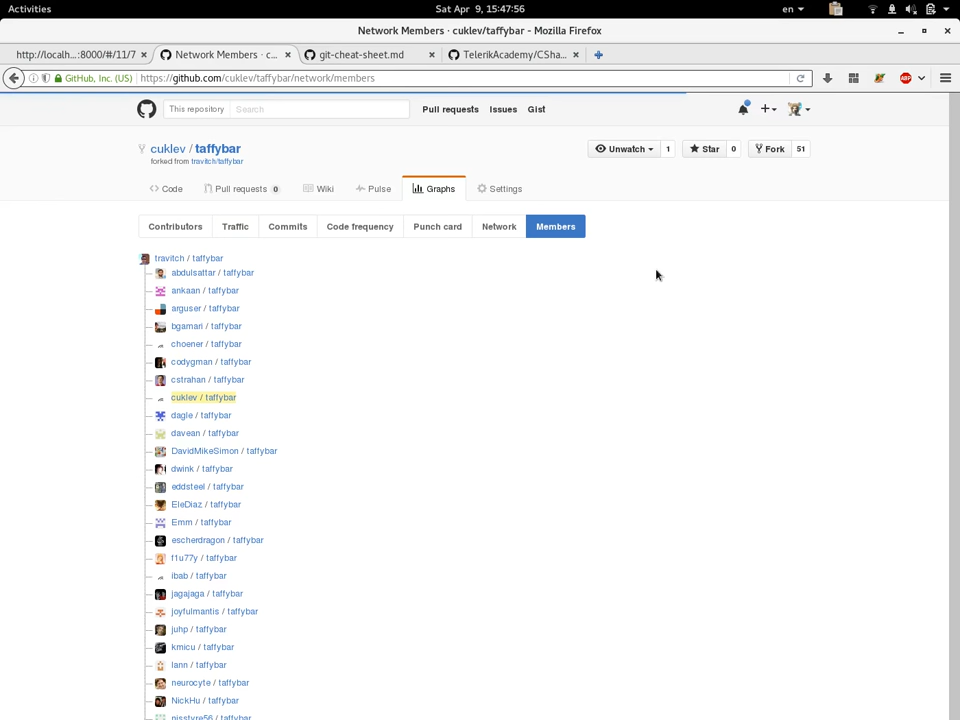 Activities
Sat Apr 9, 15:47:56
en
Network Members · cuklev/taffybar - Mozilla Firefox
http://localh...:8000/#/11/7
Network Members · c...
git-cheat-sheet.md
TelerikAcademy/CSha...
GitHub, Inc. (US)
https://github.com/cuklev/taffybar/network/members
ABP
This repository
Search
Pull requests
Issues
Gist
cuklev / taffybar
forked from travitch/taffybar
Unwatch
1
Star
0
Fork
51
Code
Pull requests 0
Wiki
Pulse
Graphs
Settings
Contributors
Traffic
Commits
Code frequency
Punch card
Network
Members
travitch / taffybar
abdulsattar / taffybar
ankaan / taffybar
arguser / taffybar
bgamari / taffybar
choener / taffybar
codygman / taffybar
cstrahan / taffybar
cuklev / taffybar
dagle / taffybar
davean / taffybar
DavidMikeSimon / taffybar
dwink / taffybar
eddsteel / taffybar
EleDiaz / taffybar
Emm / taffybar
escherdragon / taffybar
f1u77y / taffybar
ibab / taffybar
jagajaga / taffybar
joyfulmantis / taffybar
juhp / taffybar
kmicu / taffybar
lann / taffybar
neurocyte / taffybar
NickHu / taffybar
nisstyre56 / taffybar